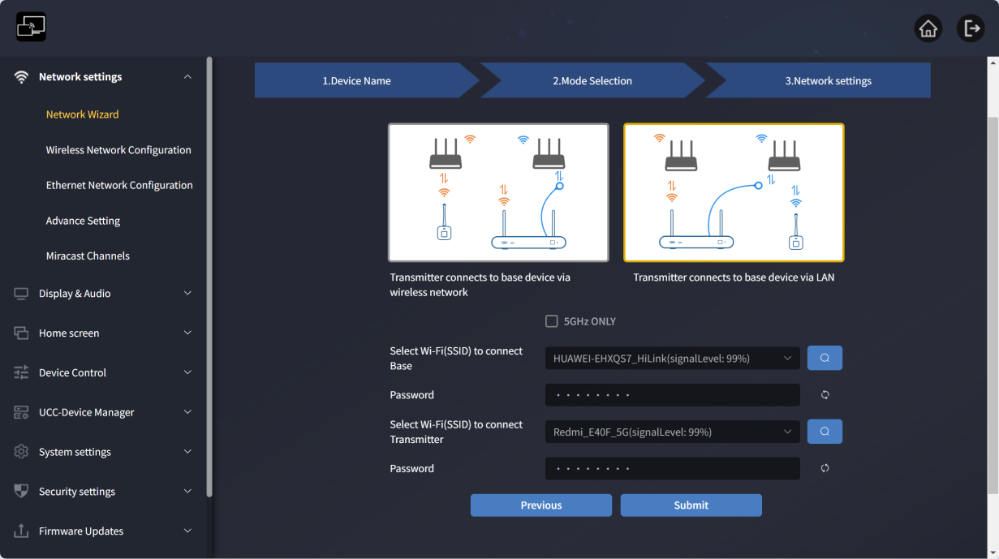 Network settings
Network Wizard
Wireless Network Configuration
Ethernet Network Configuration
Advance Setting
Miracast Channels
Display & Audio
Home screen
Device Control
UCC-Device Manager
System settings
Security settings
Firmware Updates
1.Device Name
2.Mode Selection
3.Network settings
Transmitter connects to base device via
wireless network
Transmitter connects to base device via LAN
5GHz ONLY
Select Wi-Fi(SSID) to connect
Base
HUAWEI-EHXQS7_HiLink(signalLevel: 99%)
Password
Select Wi-Fi(SSID) to connect
Transmitter
Redmi_E40F_5G(signalLevel: 99%)
Password
Previous
Submit